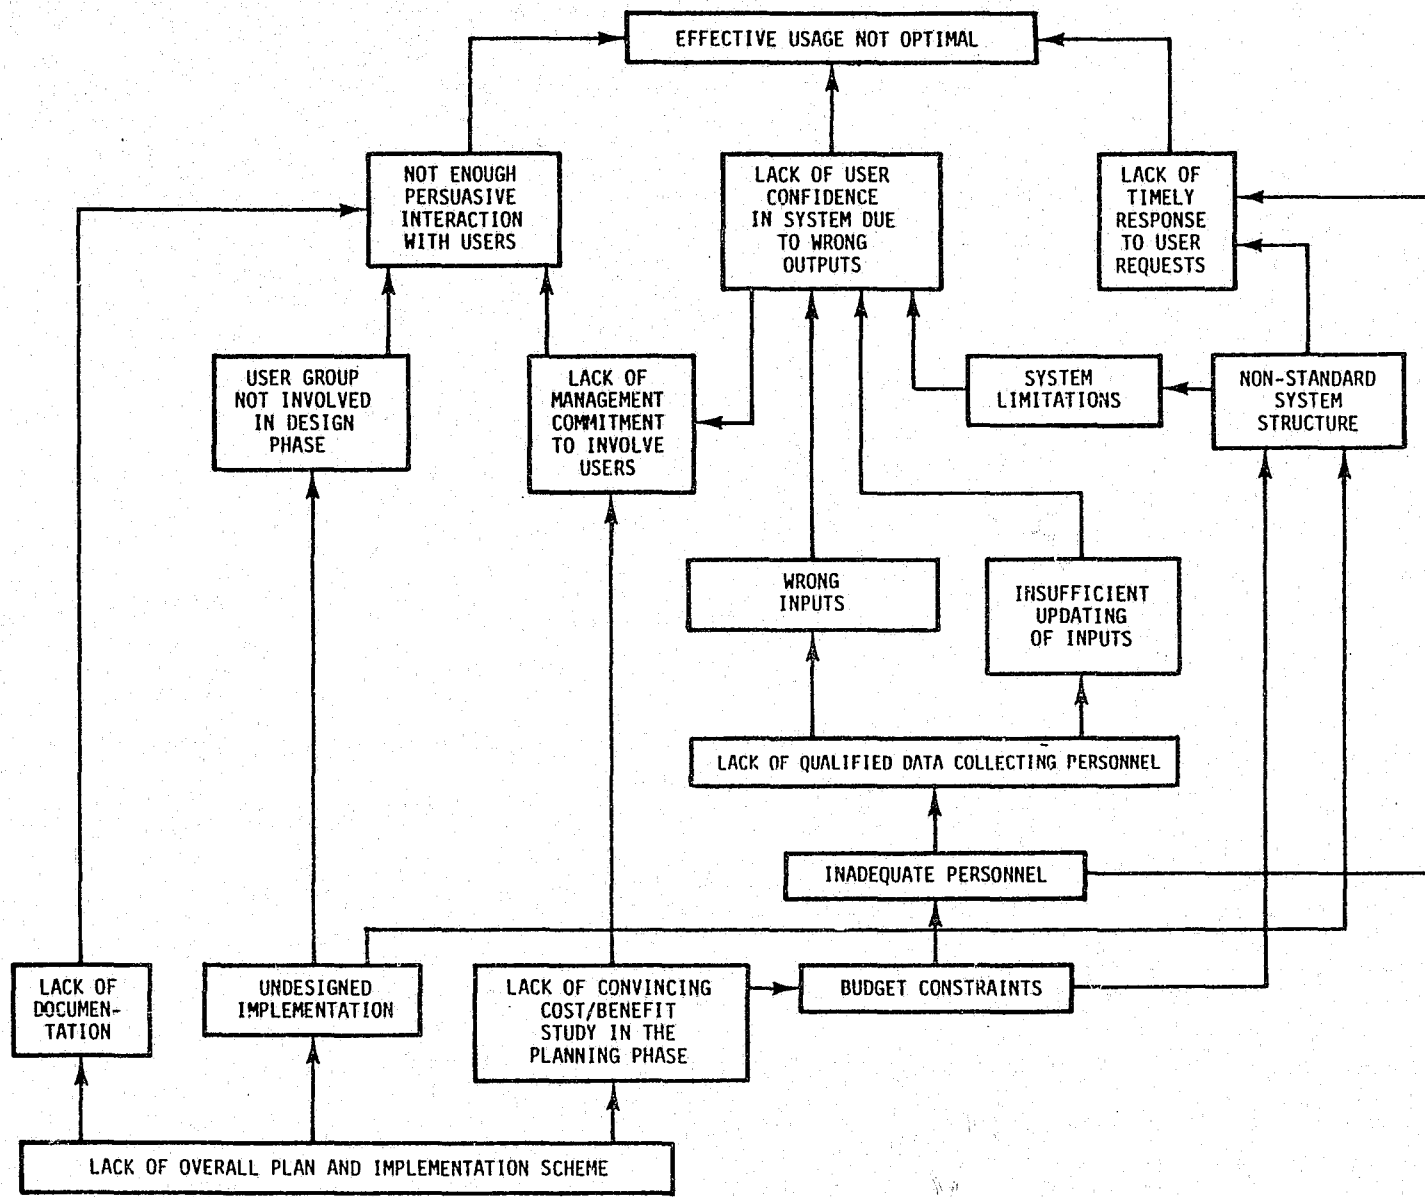 EFFECTIVE USAGE NOT OPTIMAL
NOT ENOUGH
PERSUASIVE
INTERACTION
WITH USERS
LACK OF USER
CONFIDENCE
IN SYSTEM DUE
TO WRONG
OUTPUTS
LACK OF
TIMELY
RESPONSE
TO USER
REQUESTS
USER GROUP
NOT INVOLVED
IN DESIGN
PHASE
LACK OF
MANAGEMENT
COMMITMENT
TO INVOLVE
USERS
SYSTEM
LIMITATIONS
NON-STANDARD
SYSTEM
STRUCTURE
WRONG
INPUTS
INSUFFICIENT
UPDATING
OF INPUTS
LACK OF QUALIFIED DATA COLLECTING PERSONNEL
INADEQUATE PERSONNEL
LACK OF
DOCUMEN-
TATION
UNDESIGNED
IMPLEMENTATION
LACK OF CONVINCING
COST/BENEFIT
STUDY IN THE
PLANNING PHASE
BUDGET CONSTRAINTS
LACK OF OVERALL PLAN AND IMPLEMENTATION SCHEME